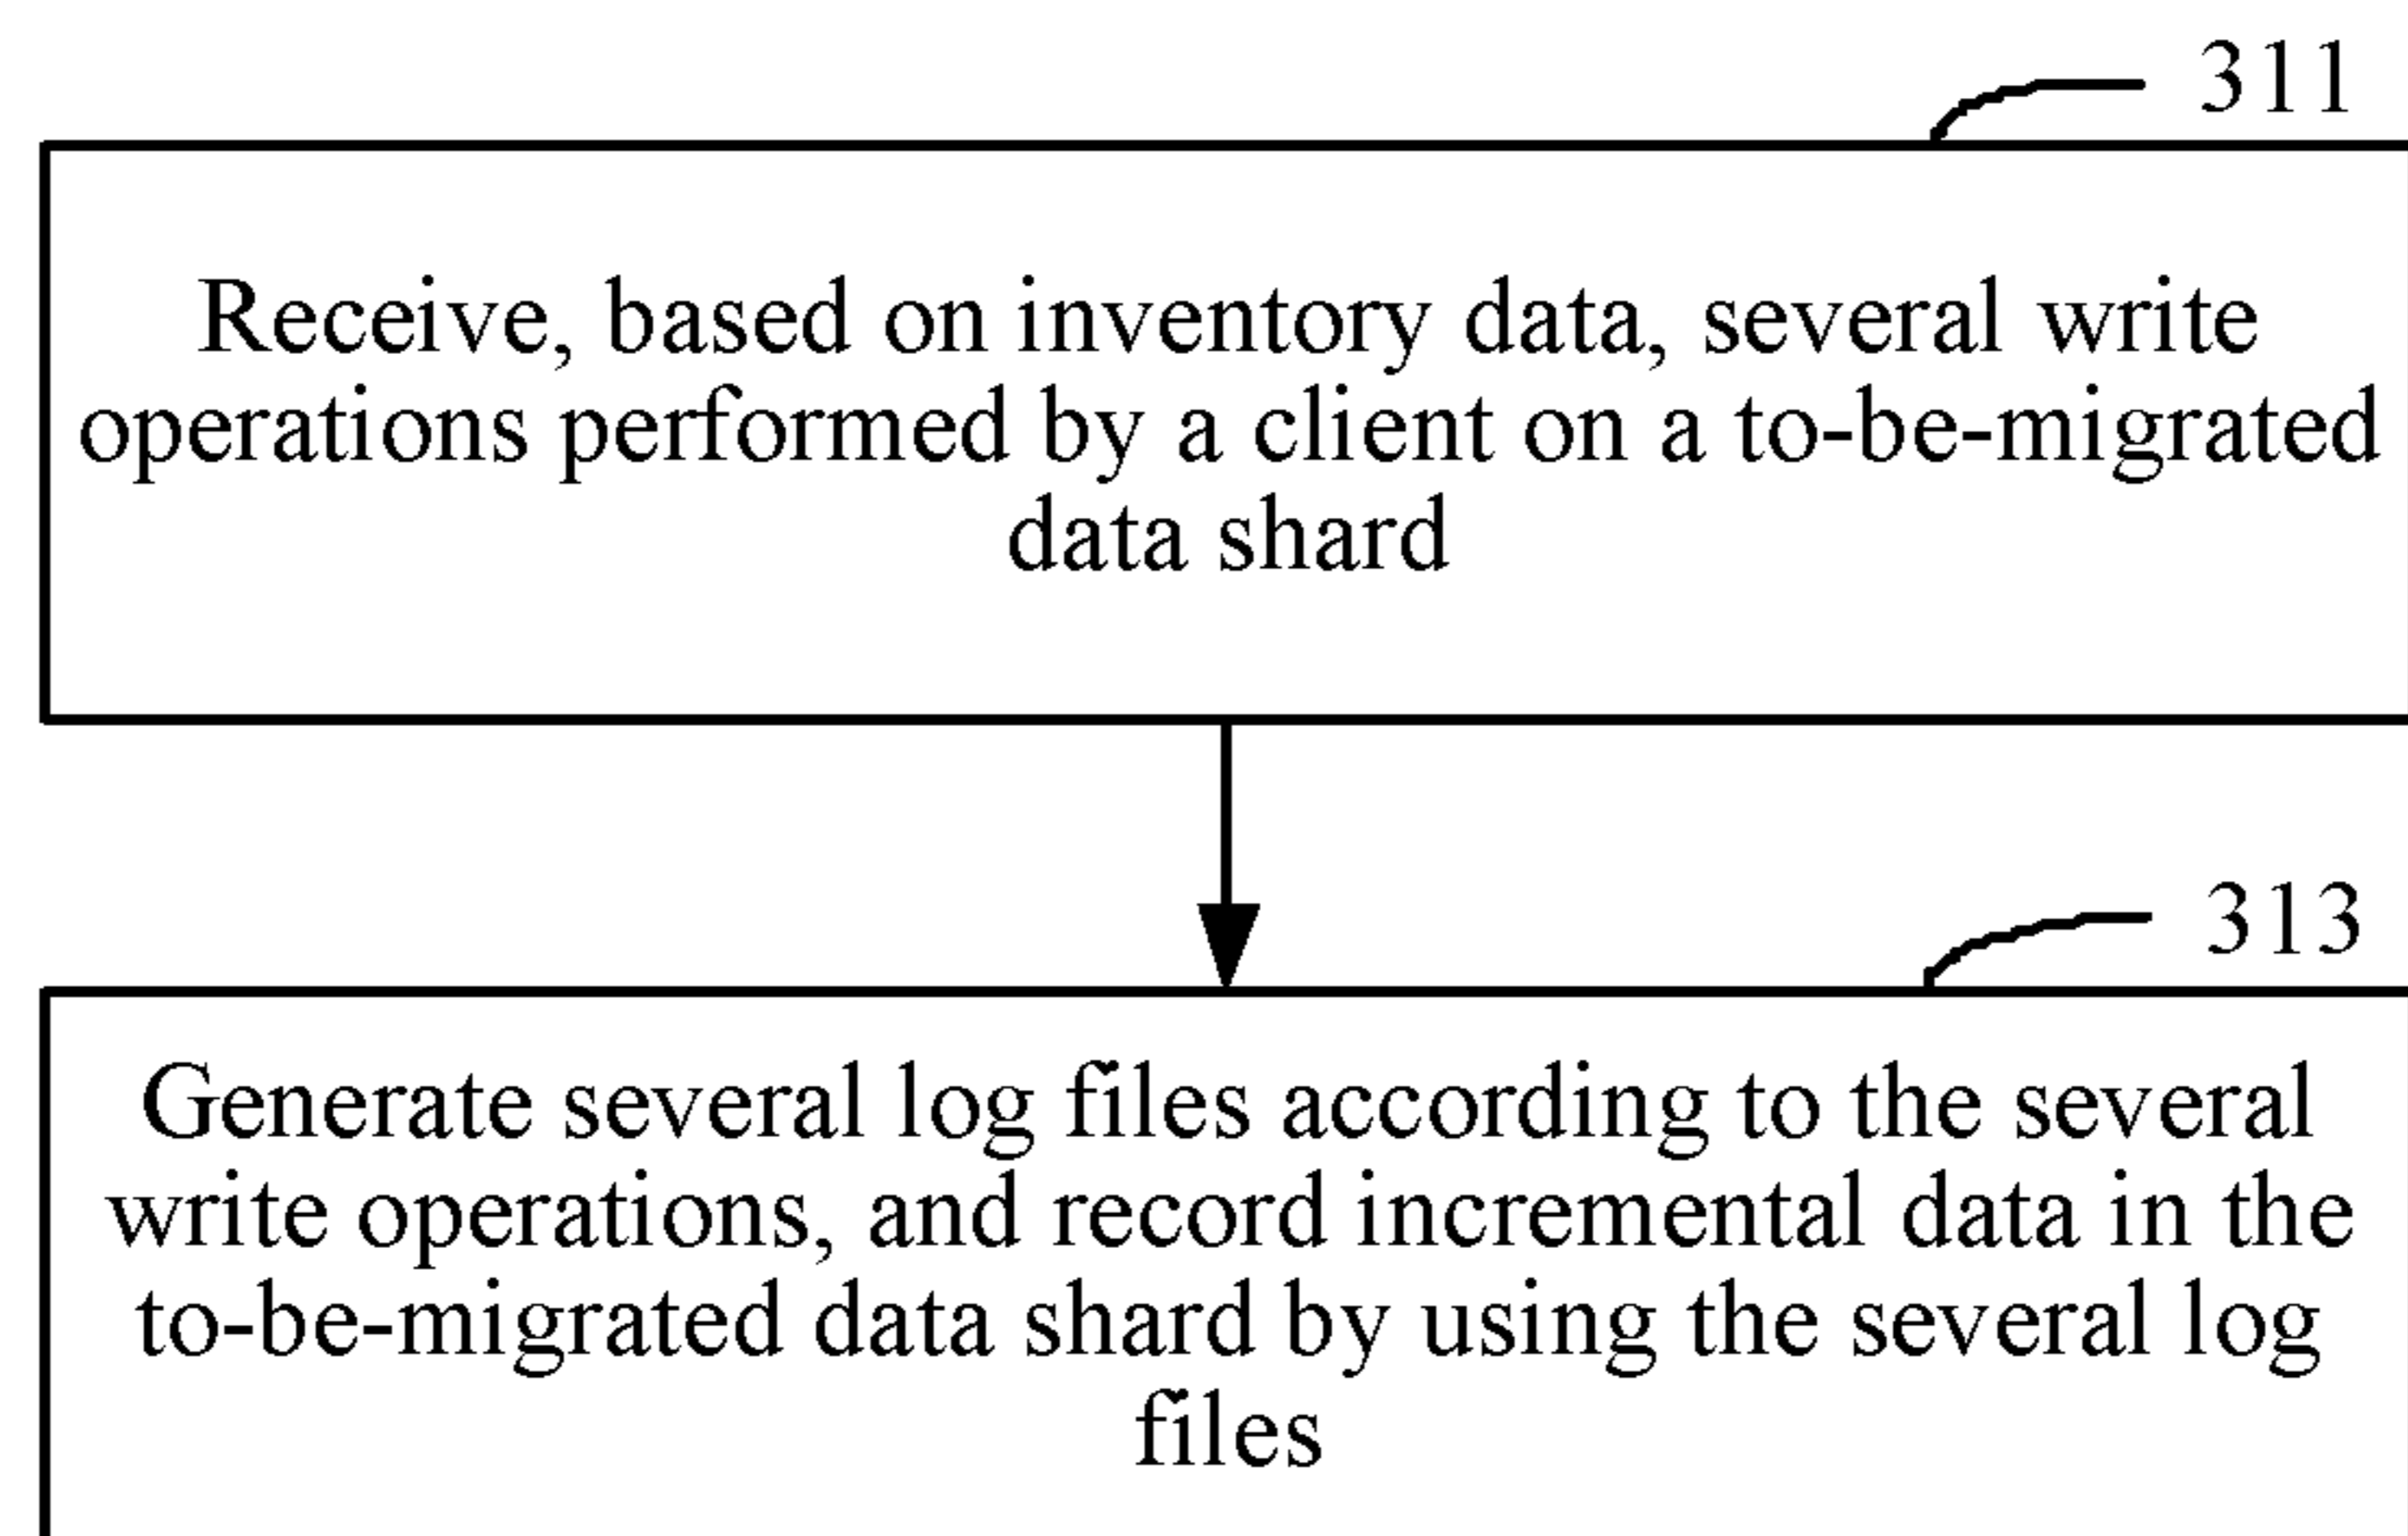 311
Receive, based on inventory data, several write
operations performed by a client on a to-be-migrated
data shard
313
Generate several log files according to the several
write operations, and record incremental data in the
to-be-migrated data shard by using the several log
files